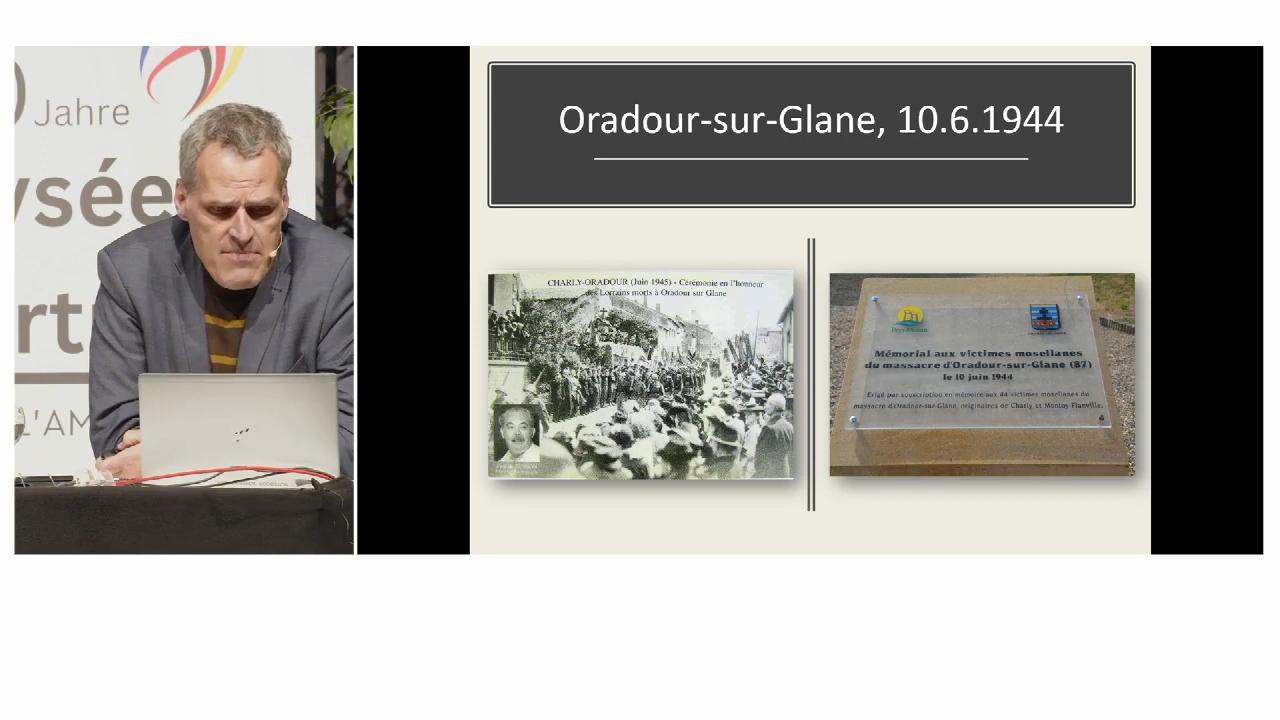 Jahre
ysée
rt
L'AM
Oradour-sur-Glane, 10.6.1944
CHARLY-ORADOUR (Juin 1945) - Cérémonie en l'honneur
des Lorrains morts à Oradour sur Glane
Mémorial aux victimes mosellanes
du massacre d'Oradour-sur-Glane (87)
le 10 juin 1944
Erigé par souscription en mémoire aux 44 victimes mosellanes du
massacre d'Oradour-sur-Glane, originaires de Charly et Montoy-Flanville.